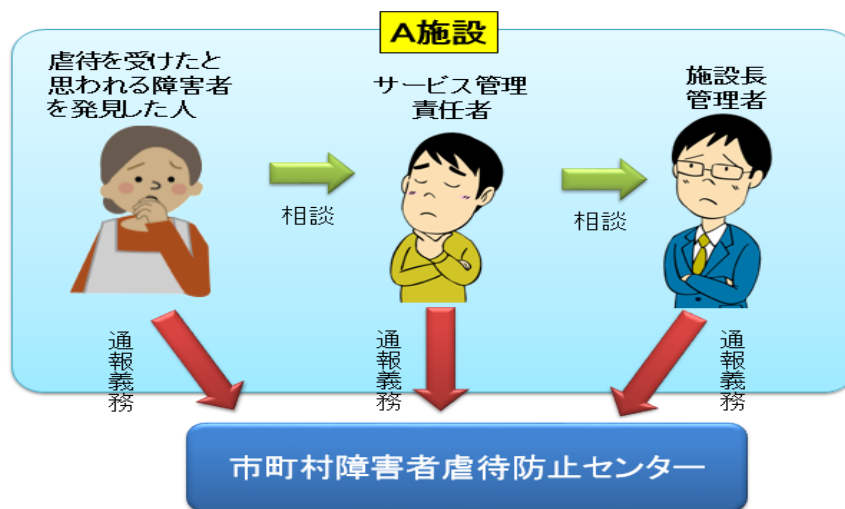 A施設
虐待を受けたと
思われる障害者
を発見した人
サービス管理
責任者
施設長
管理者
相談
相談
通報義務
通報義務
通報義務
市町村障害者虐待防止センター